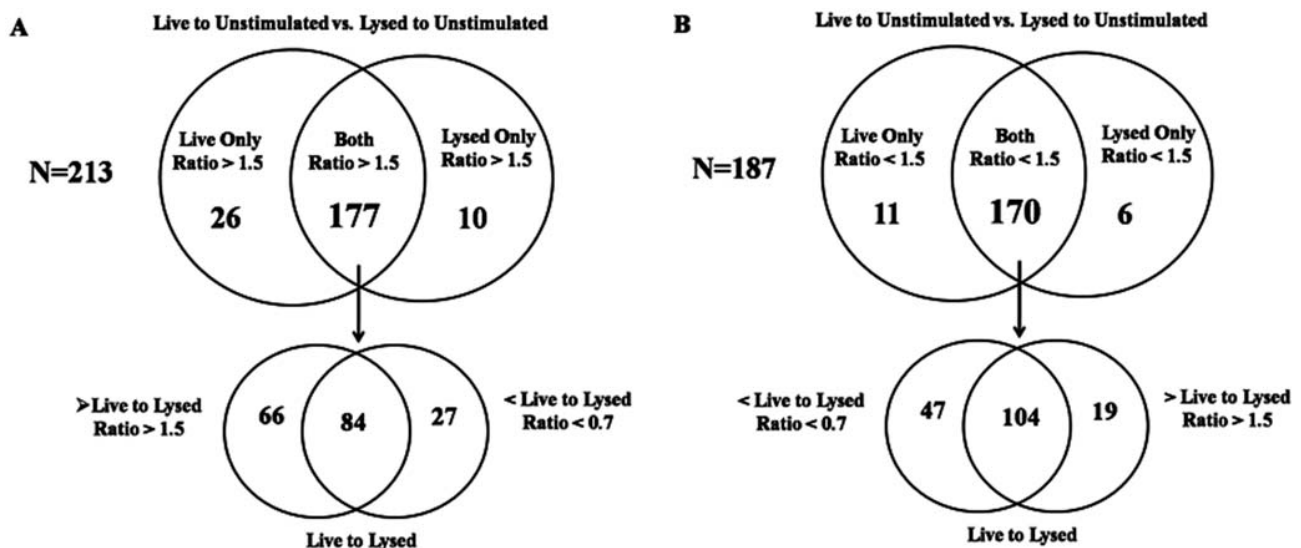 A
Live to Unstimulated vs. Lysed to Unstimulated
N=213
Live Only
Ratio > 1.5
26
Both
Ratio > 1.5
177
Lysed Only
Ratio > 1.5
10
➢Live to Lysed
Ratio > 1.5
66
84
27
< Live to Lysed
Ratio < 0.7
Live to Lysed
B
Live to Unstimulated vs. Lysed to Unstimulated
N=187
Live Only
Ratio < 1.5
11
Both
Ratio < 1.5
170
Lysed Only
Ratio < 1.5
6
< Live to Lysed
Ratio < 0.7
47
104
19
> Live to Lysed
Ratio > 1.5
Live to Lysed